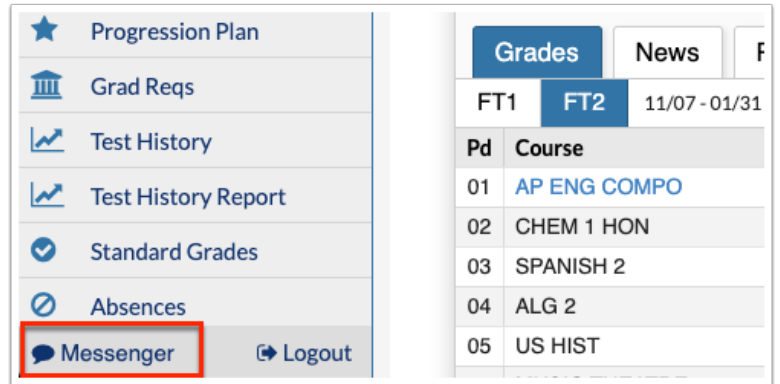 Progression Plan
Grad Reqs
Test History
Test History Report
Standard Grades
Absences
Messenger Logout
Grades News
FT1 FT2 11/07 - 01/31
Pd Course
01 AP ENG COMPO
02 CHEM 1 HON
03 SPANISH 2
04 ALG 2
05 US HIST